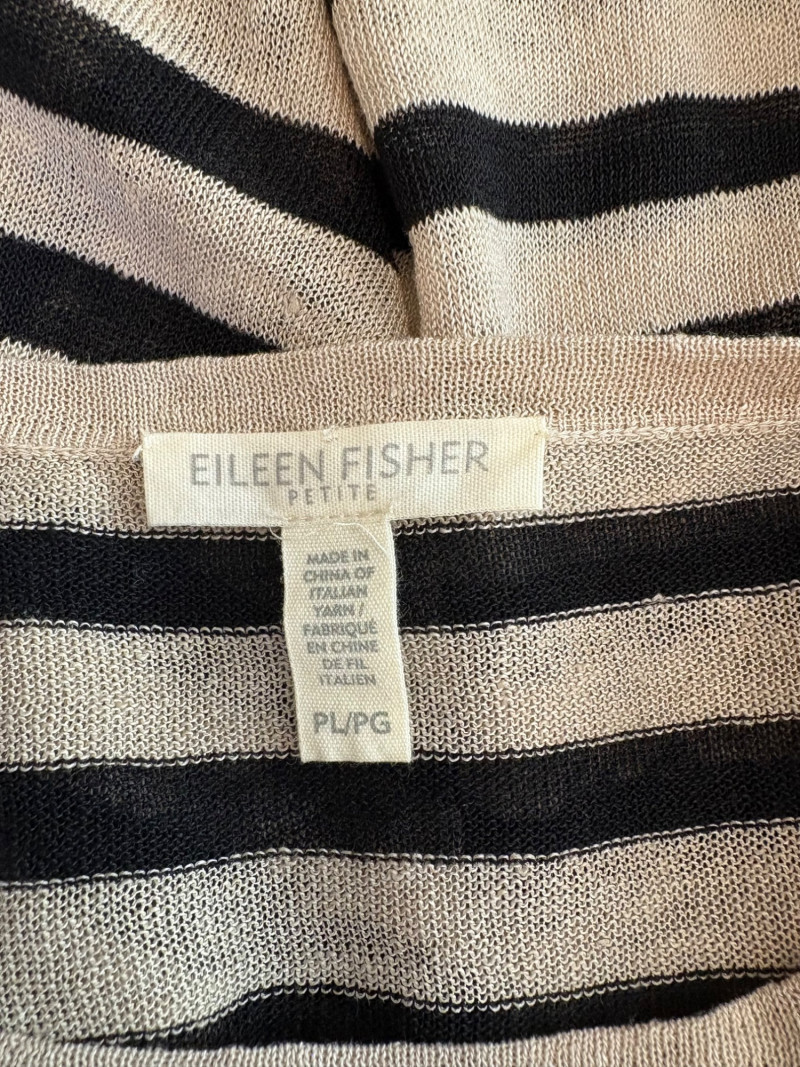 EILEEN FISHER
PETITE
MADE IN
CHINA OF
ITALIAN
YARN /
FABRIQUÉ
EN CHINE
DE FIL
ITALIEN
PL/PG